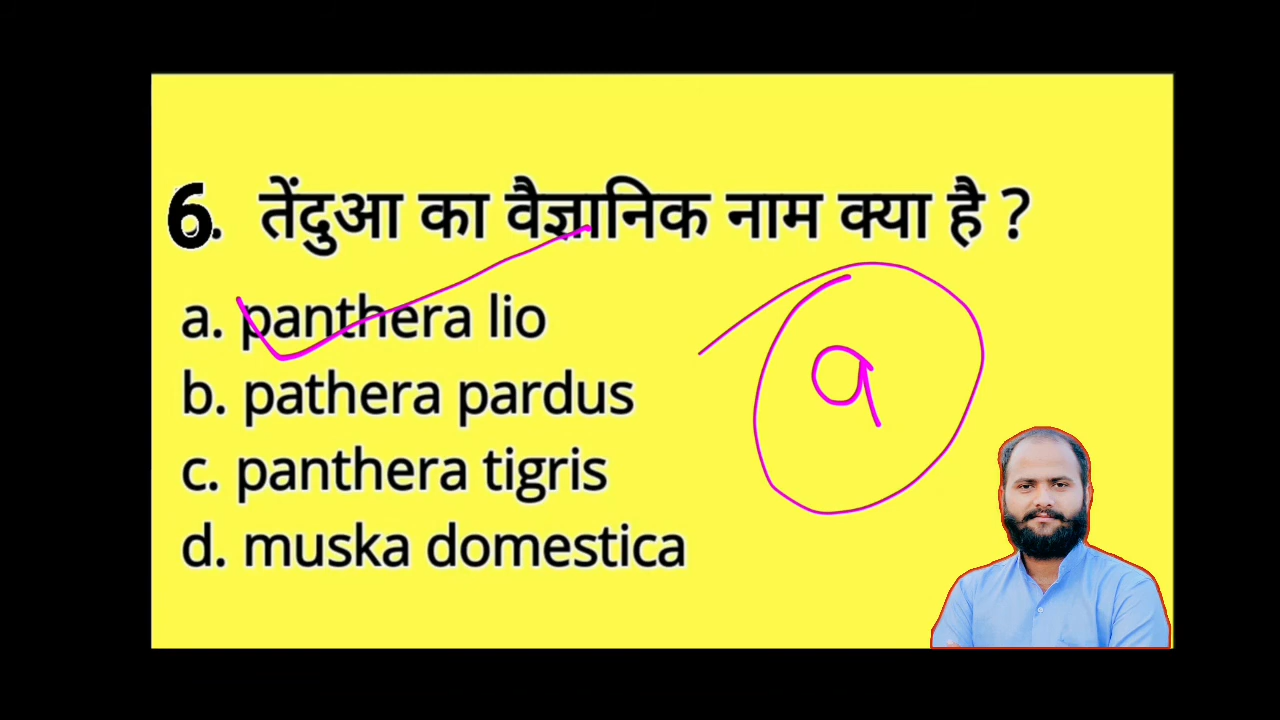 6. तेंदुआ का वैज्ञानिक नाम क्या है ?
a. panthera lio
b. pathera pardus
c. panthera tigris
d. muska domestica
a